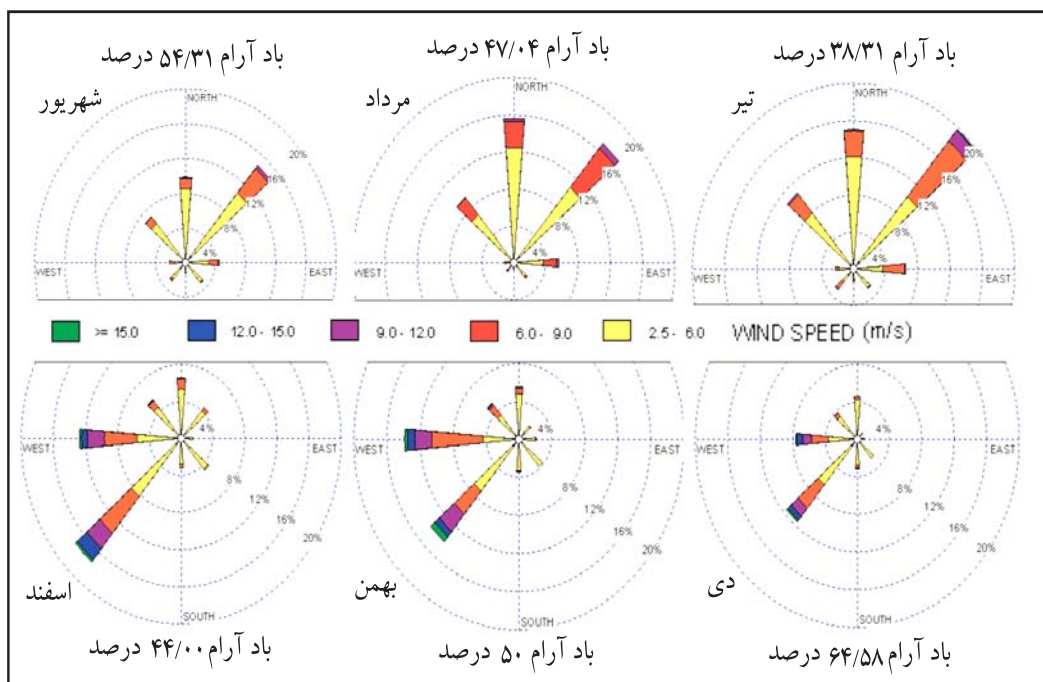 باد آرام ۳۸/۳۱ درصد
باد آرام ۴۷/۰۴ درصد
باد آرام ۵۴/۳۱ درصد
تیر
مرداد
شهریور
NORTH
20%
16%
12%
8%
4%
WEST
EAST
NORTH
20%
16%
12%
8%
4%
WEST
EAST
NORTH
20%
16%
12%
8%
4%
WEST
EAST
>= 15.0
12.0 - 15.0
9.0 - 12.0
6.0 - 9.0
2.5 - 6.0
WIND SPEED (m/s)
WEST
EAST
4%
8%
12%
16%
20%
SOUTH
WEST
EAST
4%
8%
12%
16%
20%
SOUTH
WEST
EAST
4%
8%
12%
16%
20%
SOUTH
دی
بهمن
اسفند
باد آرام ۶۴/۵۸ درصد
باد آرام ۵۰ درصد
باد آرام ۴۴/۰۰ درصد